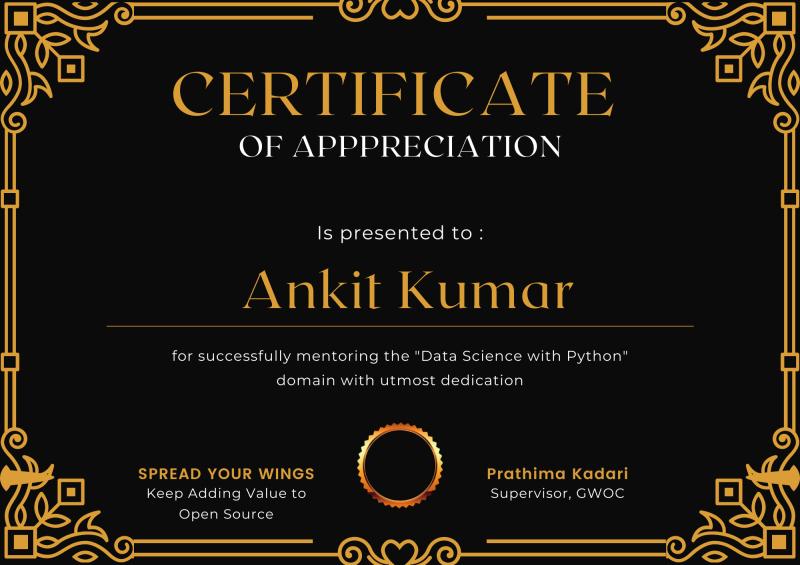 CERTIFICATE
OF APPPRECIATION
Is presented to :
Ankit Kumar
for successfully mentoring the "Data Science with Python"
domain with utmost dedication
SPREAD YOUR WINGS
Keep Adding Value to
Open Source
Prathima Kadari
Supervisor, GWOC